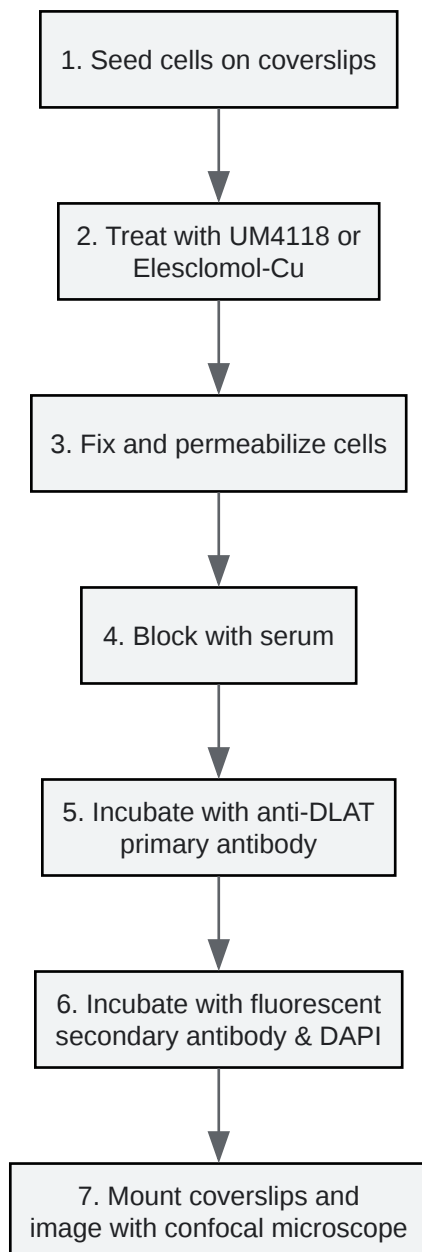 1. Seed cells on coverslips
2. Treat with UM4118 or
Elesclomol-Cu
3. Fix and permeabilize cells
4. Block with serum
5. Incubate with anti-DLAT
primary antibody
6. Incubate with fluorescent
secondary antibody & DAPI
7. Mount coverslips and
image with confocal microscope